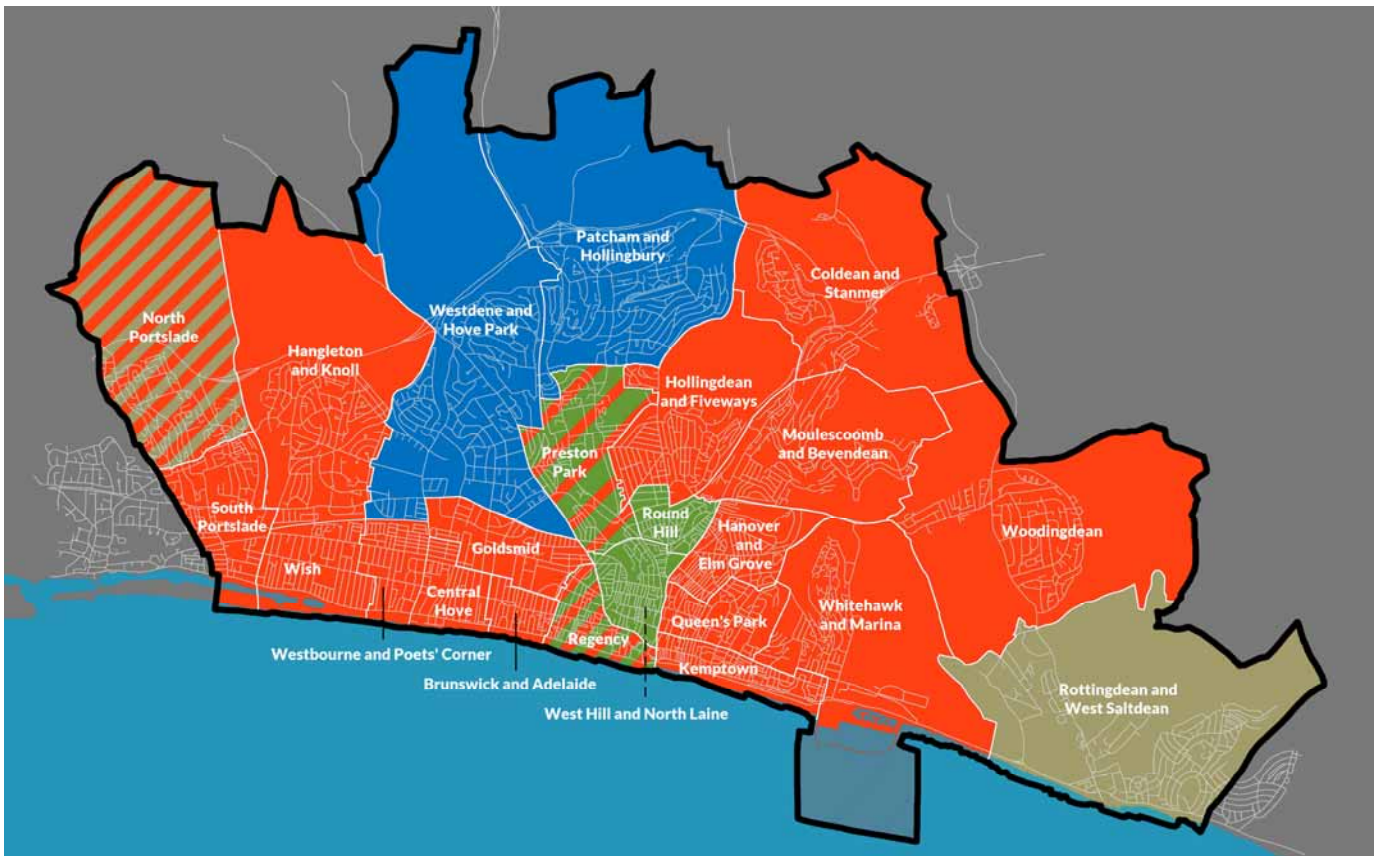 Patcham and
Hollingbury
Coldean and
Stanmer
Westdene and
Hove Park
North
Portslade
Hangleton
and Knoll
Hollingdean
and Fiveways
Moulescoomb
and Bevendean
Preston
Park
South
Portslade
Round
Hill
Hanover
and
Elm Grove
Woodingdean
Goldsmid
Wish
Central
Hove
Whitehawk
and Marina
Queen's Park
Regency
Westbourne and Poets' Corner
Kemptown
Brunswick and Adelaide
Rottingdean and
West Saltdean
West Hill and North Laine